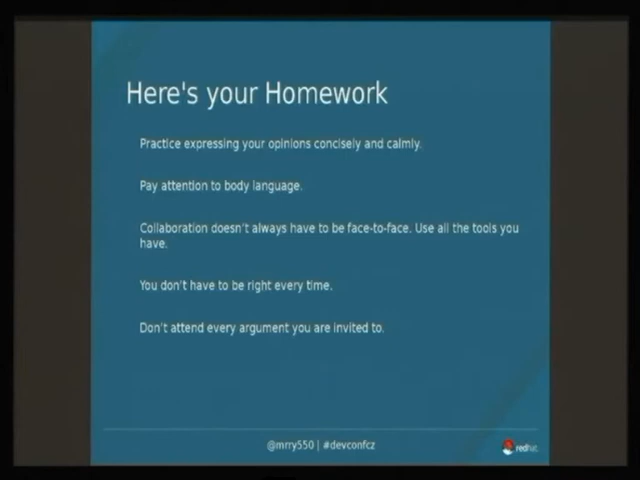 Here's your Homework
Practice expressing your opinions concisely and calmly.
Pay attention to body language.
Collaboration doesn't always have to be face-to-face. Use all the tools you
have.
You don't have to be right every time.
Don't attend every argument you are invited to.
@mrry550 | #devconfcz
redhat.